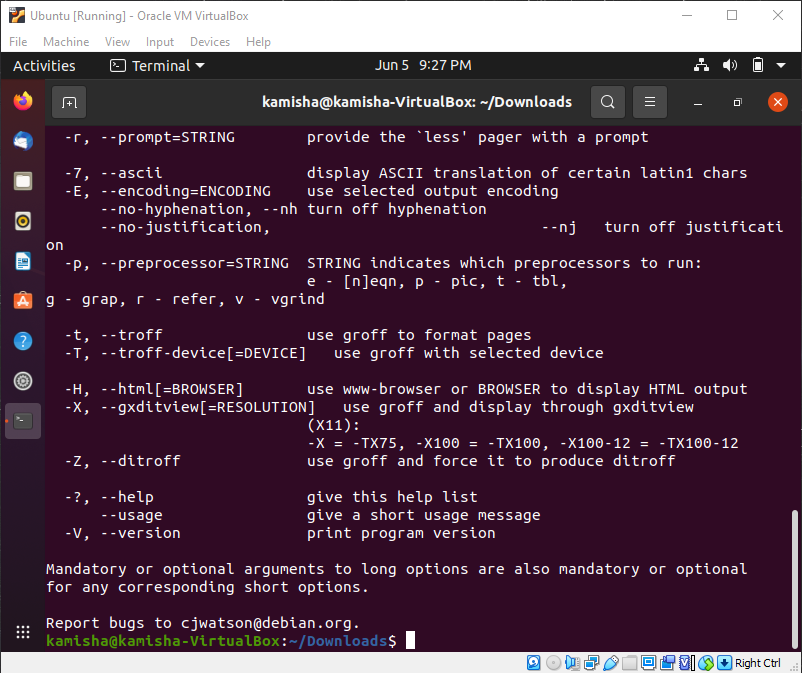 Ubuntu [Running] - Oracle VM VirtualBox
File Machine View Input Devices Help
Activities Terminal Jun 5 9:27 PM
kamisha@kamisha-VirtualBox: ~/Downloads
-r, --prompt=STRING provide the `less' pager with a prompt
-7, --ascii display ASCII translation of certain latin1 chars
-E, --encoding=ENCODING use selected output encoding
--no-hyphenation, --nh turn off hyphenation
--no-justification, --nj turn off justificati
on
-p, --preprocessor=STRING STRING indicates which preprocessors to run:
e - [n]eqn, p - pic, t - tbl,
g - grap, r - refer, v - vgrind
-t, --troff use groff to format pages
-T, --troff-device[=DEVICE] use groff with selected device
-H, --html[=BROWSER] use www-browser or BROWSER to display HTML output
-X, --gxditview[=RESOLUTION] use groff and display through gxditview
(X11):
-X = -TX75, -X100 = -TX100, -X100-12 = -TX100-12
-Z, --ditroff use groff and force it to produce ditroff
-?, --help give this help list
--usage give a short usage message
-V, --version print program version
Mandatory or optional arguments to long options are also mandatory or optional
for any corresponding short options.
Report bugs to cjwatson@debian.org.
kamisha@kamisha-VirtualBox:~/Downloads$
Right Ctrl